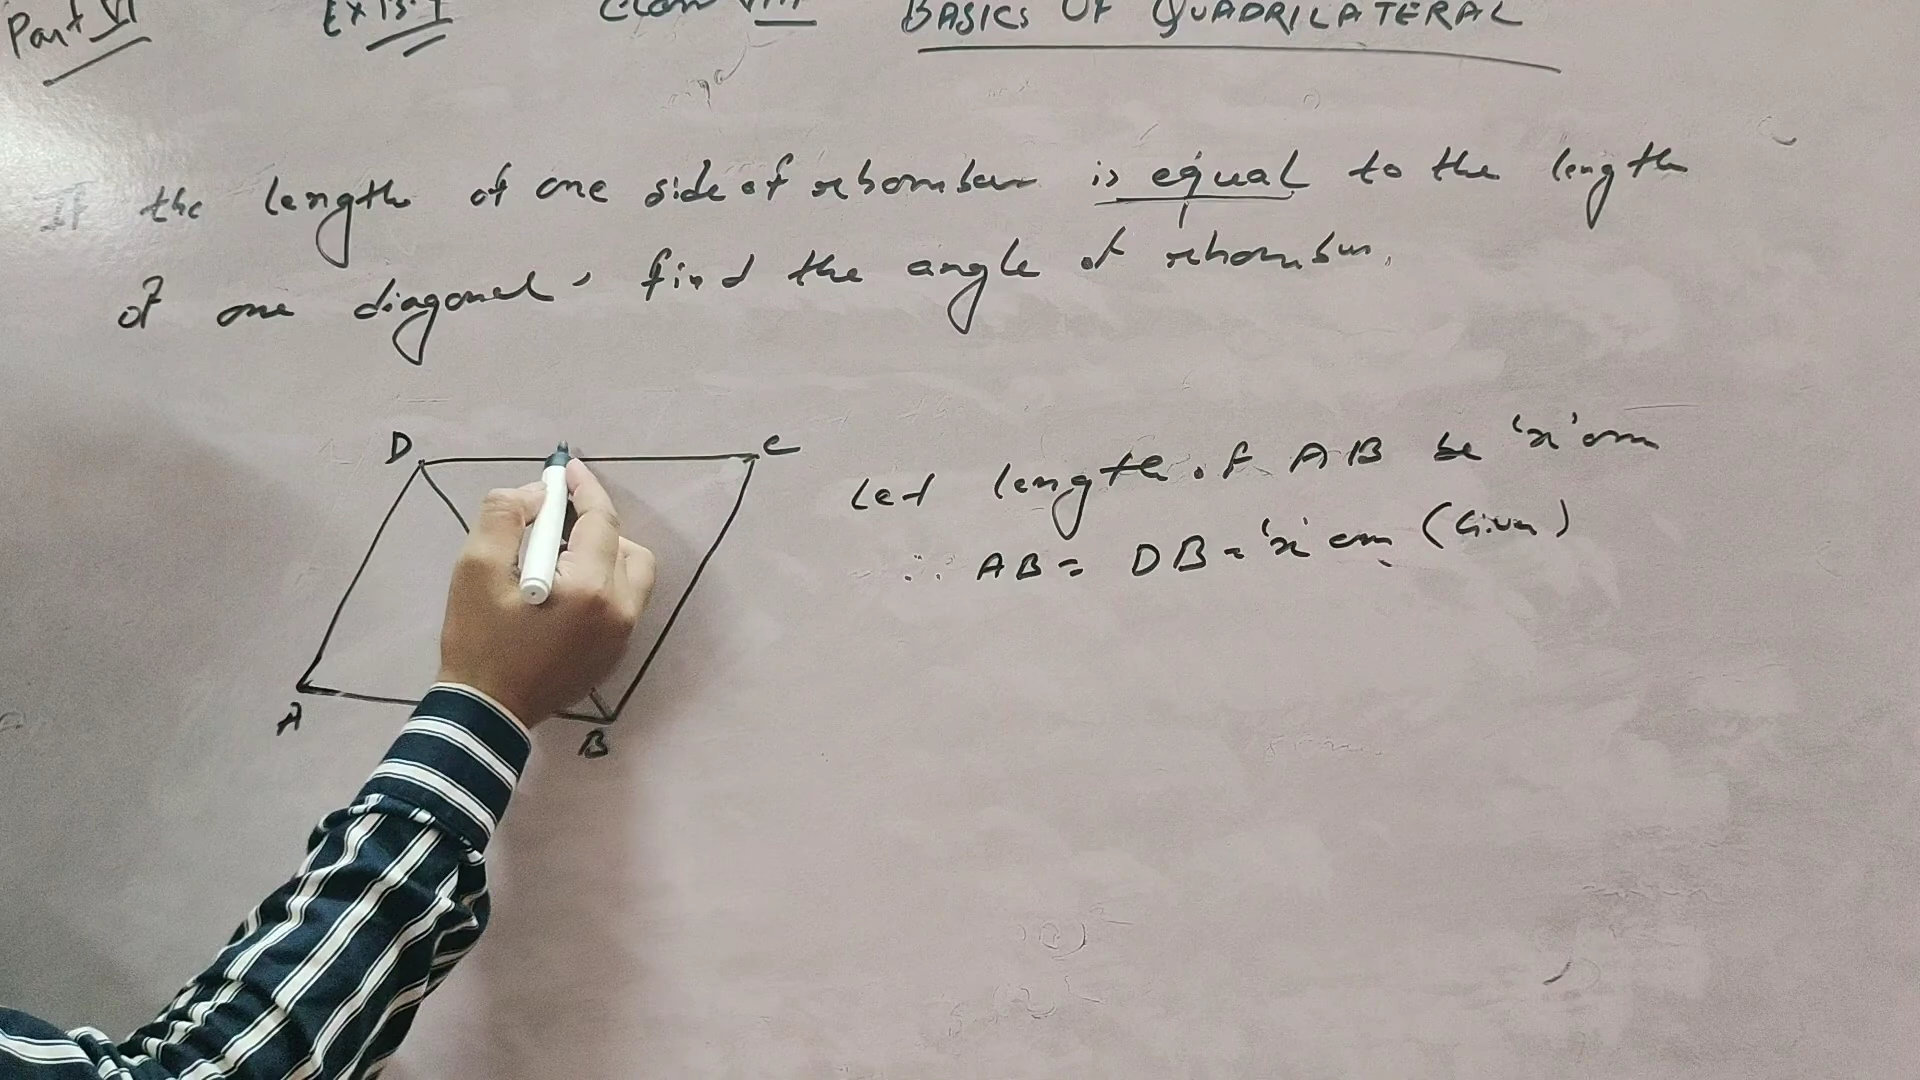 Part VI Ex 13.1 Class VIII BASICS OF QUADRILATERAL
If the length of one side of rhombus is equal to the length
of one diagonal, find the angle of rhombus.
D C
Let length of AB be 'x' cm
∴ AB = DB = 'x' cm (Given)
A
B